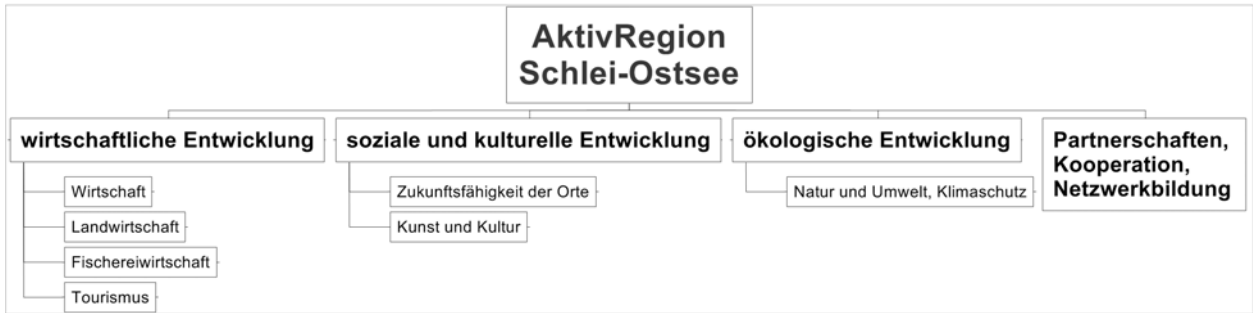 AktivRegion
Schlei-Ostsee
wirtschaftliche Entwicklung
Wirtschaft
Landwirtschaft
Fischereiwirtschaft
Tourismus
soziale und kulturelle Entwicklung
Zukunftsfähigkeit der Orte
Kunst und Kultur
ökologische Entwicklung
Natur und Umwelt, Klimaschutz
Partnerschaften,
Kooperation,
Netzwerkbildung